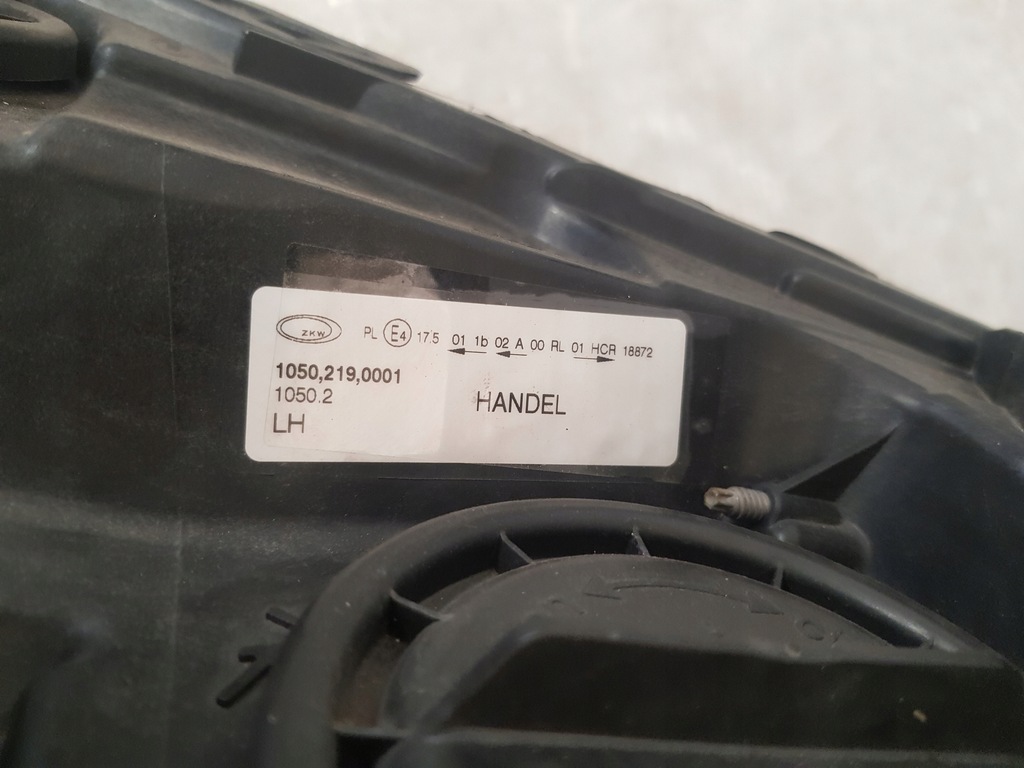 ZKW PL E4 17.5 01 1b 02 A 00 RL 01 HCR 18872
1050,219,0001
1050.2
HANDEL
LH